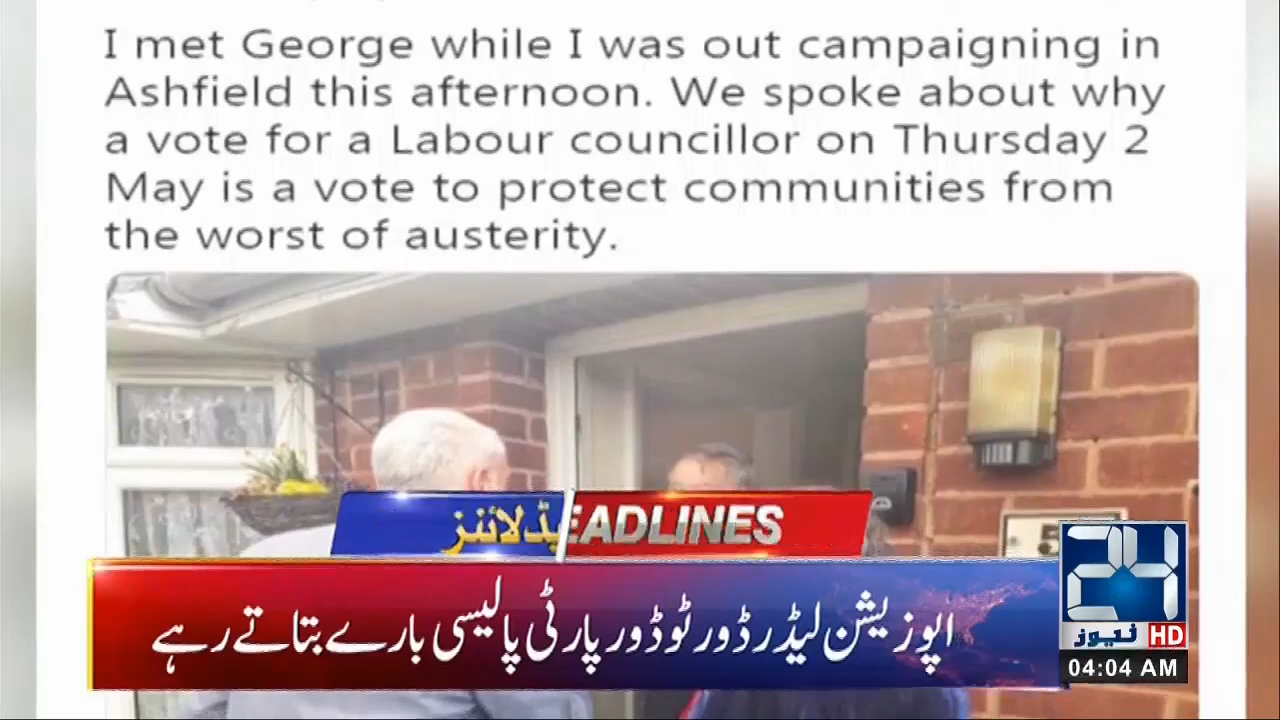 I met George while I was out campaigning in
Ashfield this afternoon. We spoke about why
a vote for a Labour councillor on Thursday 2
May is a vote to protect communities from
the worst of austerity.
ہیڈلائنز EADLINES
اپوزیشن لیڈر ڈور ٹو ڈور پارٹی پالیسی بارے بتاتے رہے
24
نیوز HD
04:04 AM